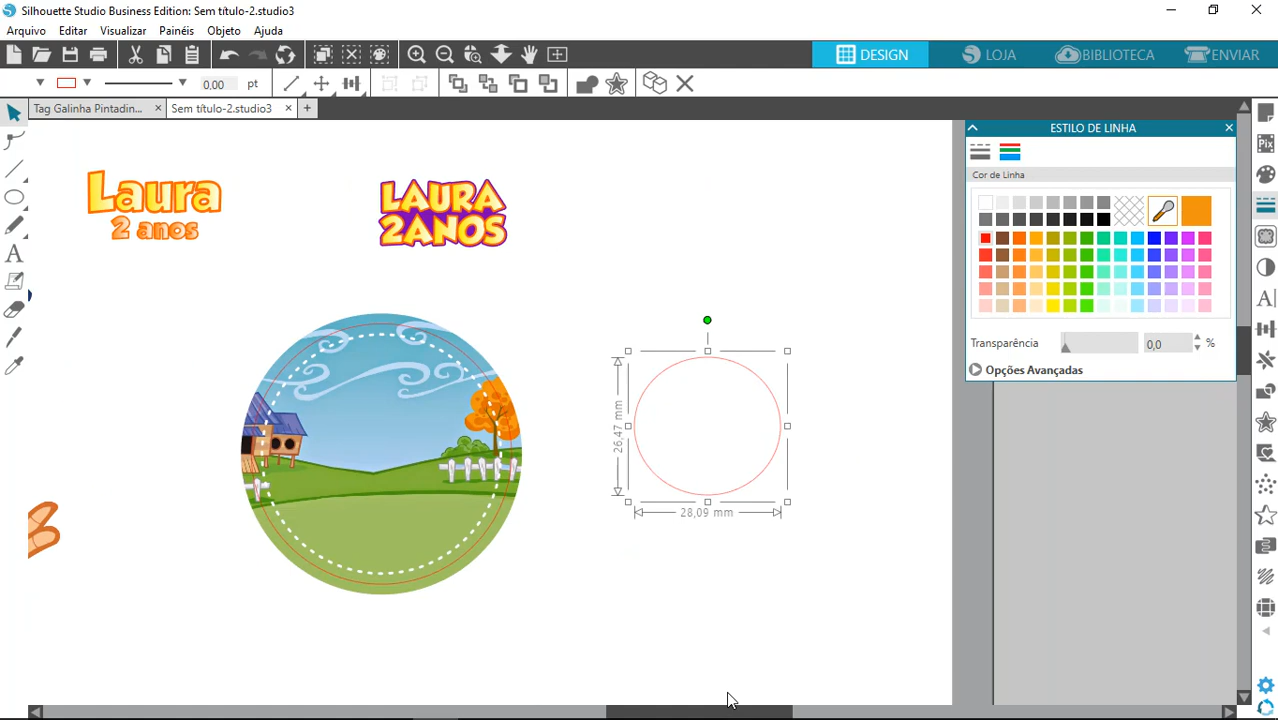 Silhouette Studio Business Edition: Sem título-2.studio3
Arquivo Editar Visualizar Painéis Objeto Ajuda
DESIGN LOJA BIBLIOTECA ENVIAR
0,00 pt
Tag Galinha Pintadin... Sem título-2.studio3
ESTILO DE LINHA
Cor de Linha
Laura
2 anos
LAURA
2ANOS
Transparência 0,0 %
Opções Avançadas
26,47 mm
28,09 mm
Pix
A
A